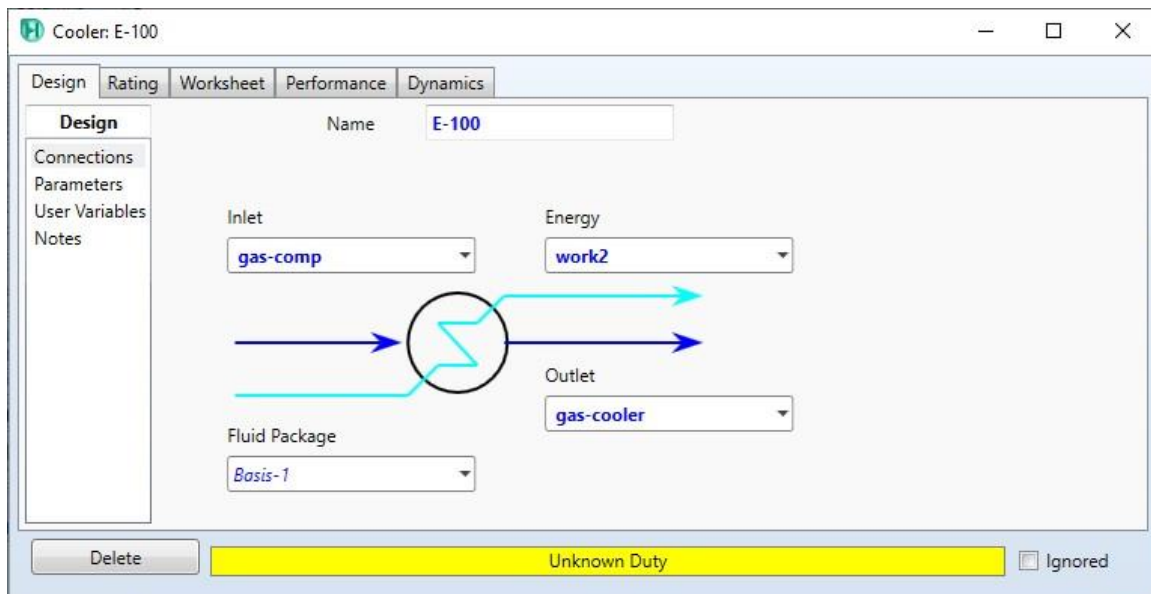 Cooler: E-100
Design Rating Worksheet Performance Dynamics
Design
Connections
Parameters
User Variables
Notes
Name E-100
Inlet
gas-comp
Energy
work2
Outlet
gas-cooler
Fluid Package
Basis-1
Delete
Unknown Duty
Ignored